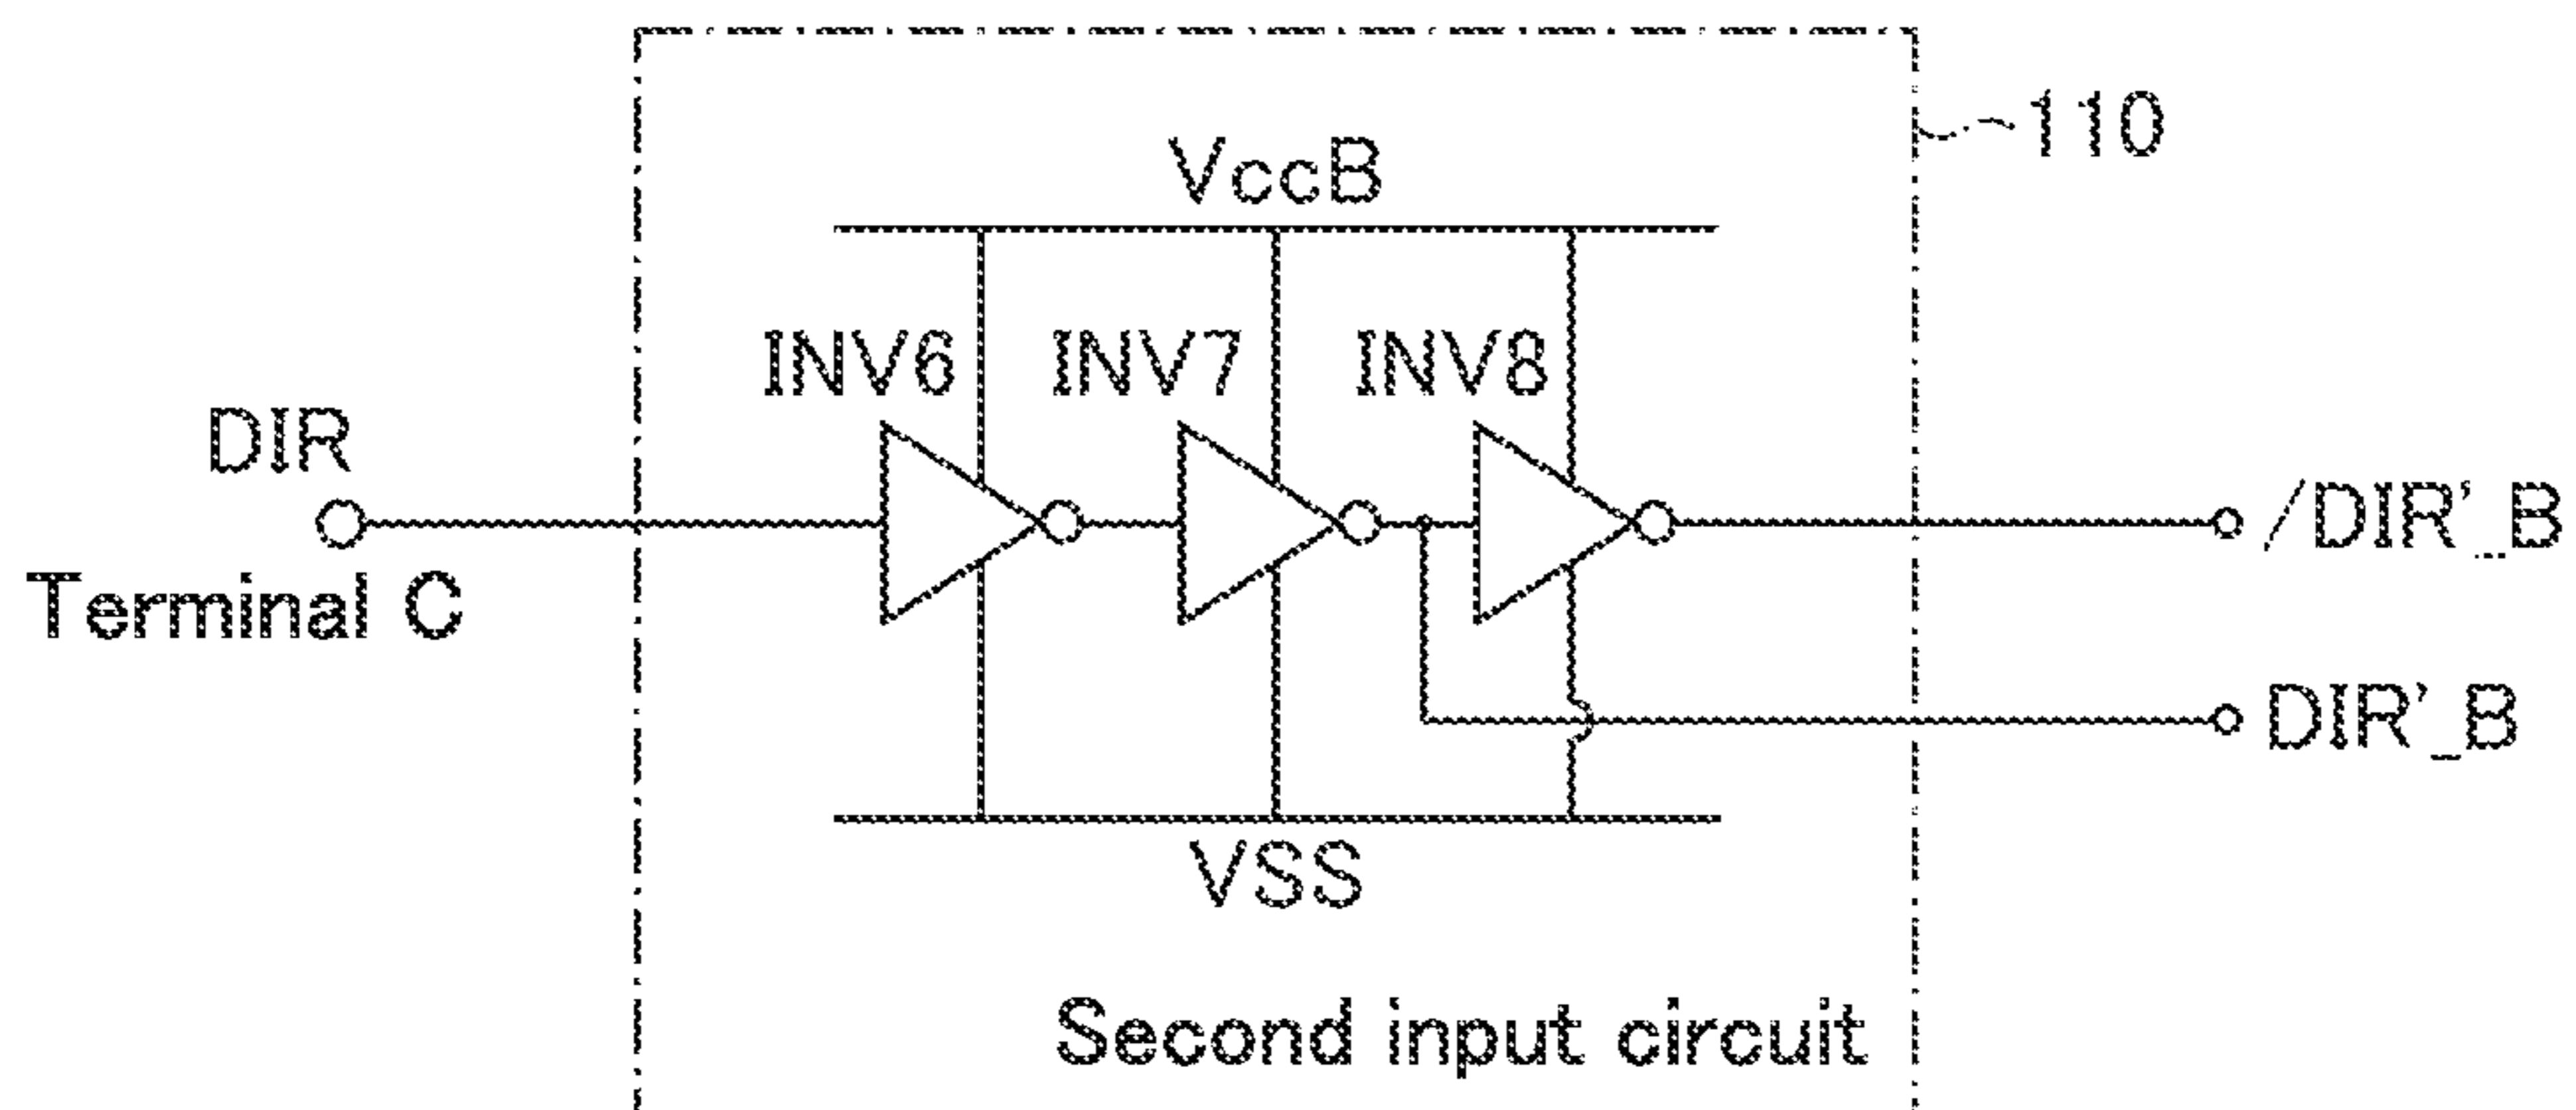 110
VccB
INV6
INV7
INV8
DIR
Terminal C
/DIR'_B
DIR'_B
VSS
Second input circuit